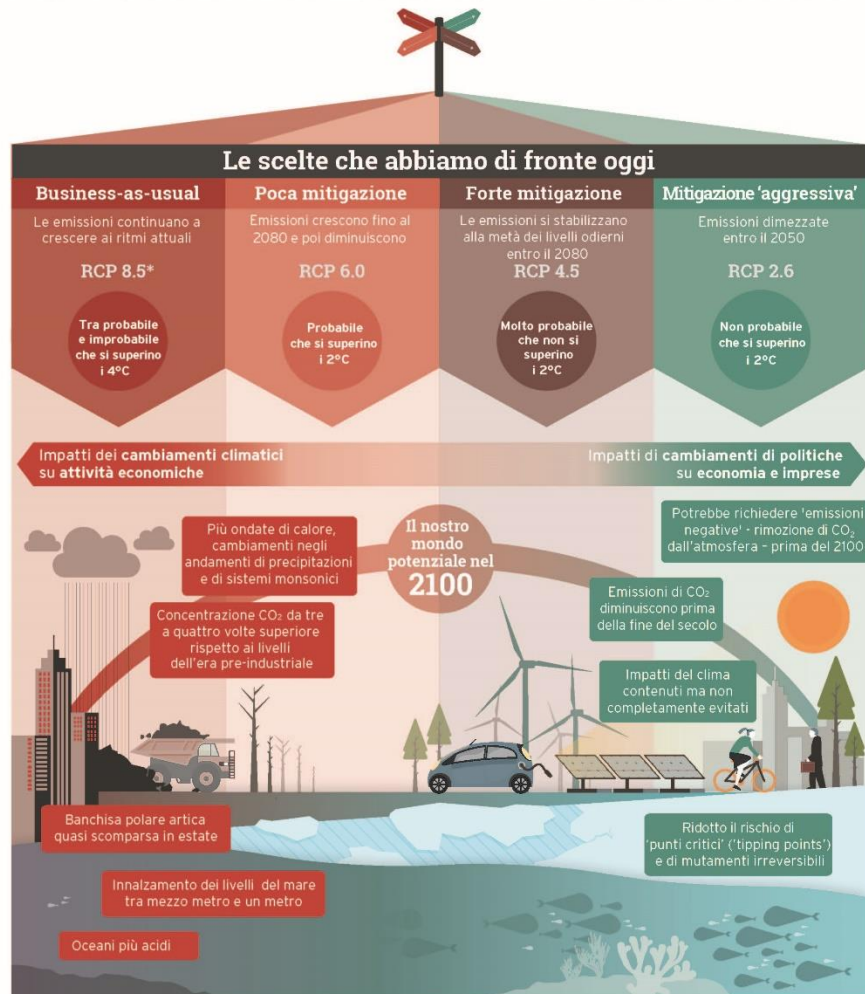 Le scelte che abbiamo di fronte oggi
Business-as-usual
Le emissioni continuano a
crescere ai ritmi attuali
RCP 8.5*
Tra probabile
e improbabile
che si superino
i 4°C
Poca mitigazione
Emissioni crescono fino al
2080 e poi diminuiscono
RCP 6.0
Probabile
che si superino
i 2°C
Forte mitigazione
Le emissioni si stabilizzano
alla metà dei livelli odierni
entro il 2080
RCP 4.5
Molto probabile
che non si
superino
i 2°C
Mitigazione 'aggressiva'
Emissioni dimezzate
entro il 2050
RCP 2.6
Non probabile
che si superino
i 2°C
Impatti dei cambiamenti climatici
su attività economiche
Impatti di cambiamenti di politiche
su economia e imprese
Più ondate di calore,
cambiamenti negli
andamenti di precipitazioni
e di sistemi monsonici
Il nostro
mondo
potenziale nel
2100
Potrebbe richiedere 'emissioni
negative' - rimozione di CO₂
dall'atmosfera – prima del 2100
Concentrazione CO₂ da tre
a quattro volte superiore
rispetto ai livelli
dell'era pre-industriale
Emissioni di CO₂
diminuiscono prima
della fine del secolo
Impatti del clima
contenuti ma non
completamente evitati
Banchisa polare artica
quasi scomparsa in estate
Ridotto il rischio di
'punti critici' ('tipping points')
e di mutamenti irreversibili
Innalzamento dei livelli del mare
tra mezzo metro e un metro
Oceani più acidi